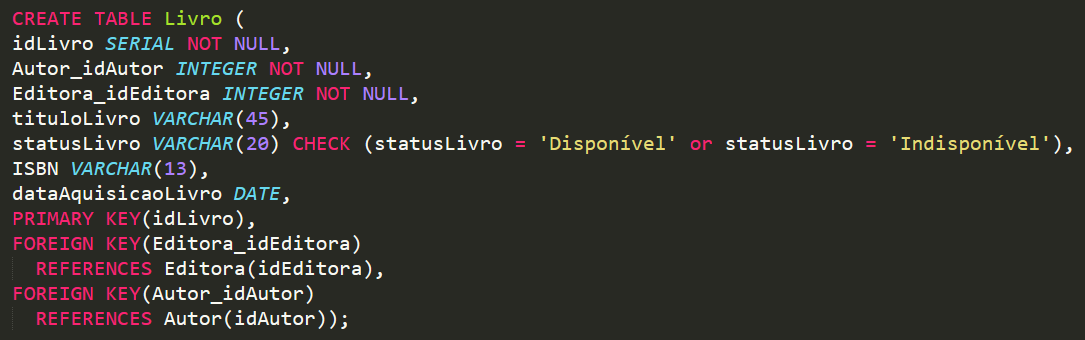 CREATE TABLE Livro (
idLivro SERIAL NOT NULL,
Autor_idAutor INTEGER NOT NULL,
Editora_idEditora INTEGER NOT NULL,
tituloLivro VARCHAR(45),
statusLivro VARCHAR(20) CHECK (statusLivro = 'Disponível' or statusLivro = 'Indisponível'),
ISBN VARCHAR(13),
dataAquisicaoLivro DATE,
PRIMARY KEY(idLivro),
FOREIGN KEY(Editora_idEditora)
  REFERENCES Editora(idEditora),
FOREIGN KEY(Autor_idAutor)
  REFERENCES Autor(idAutor));